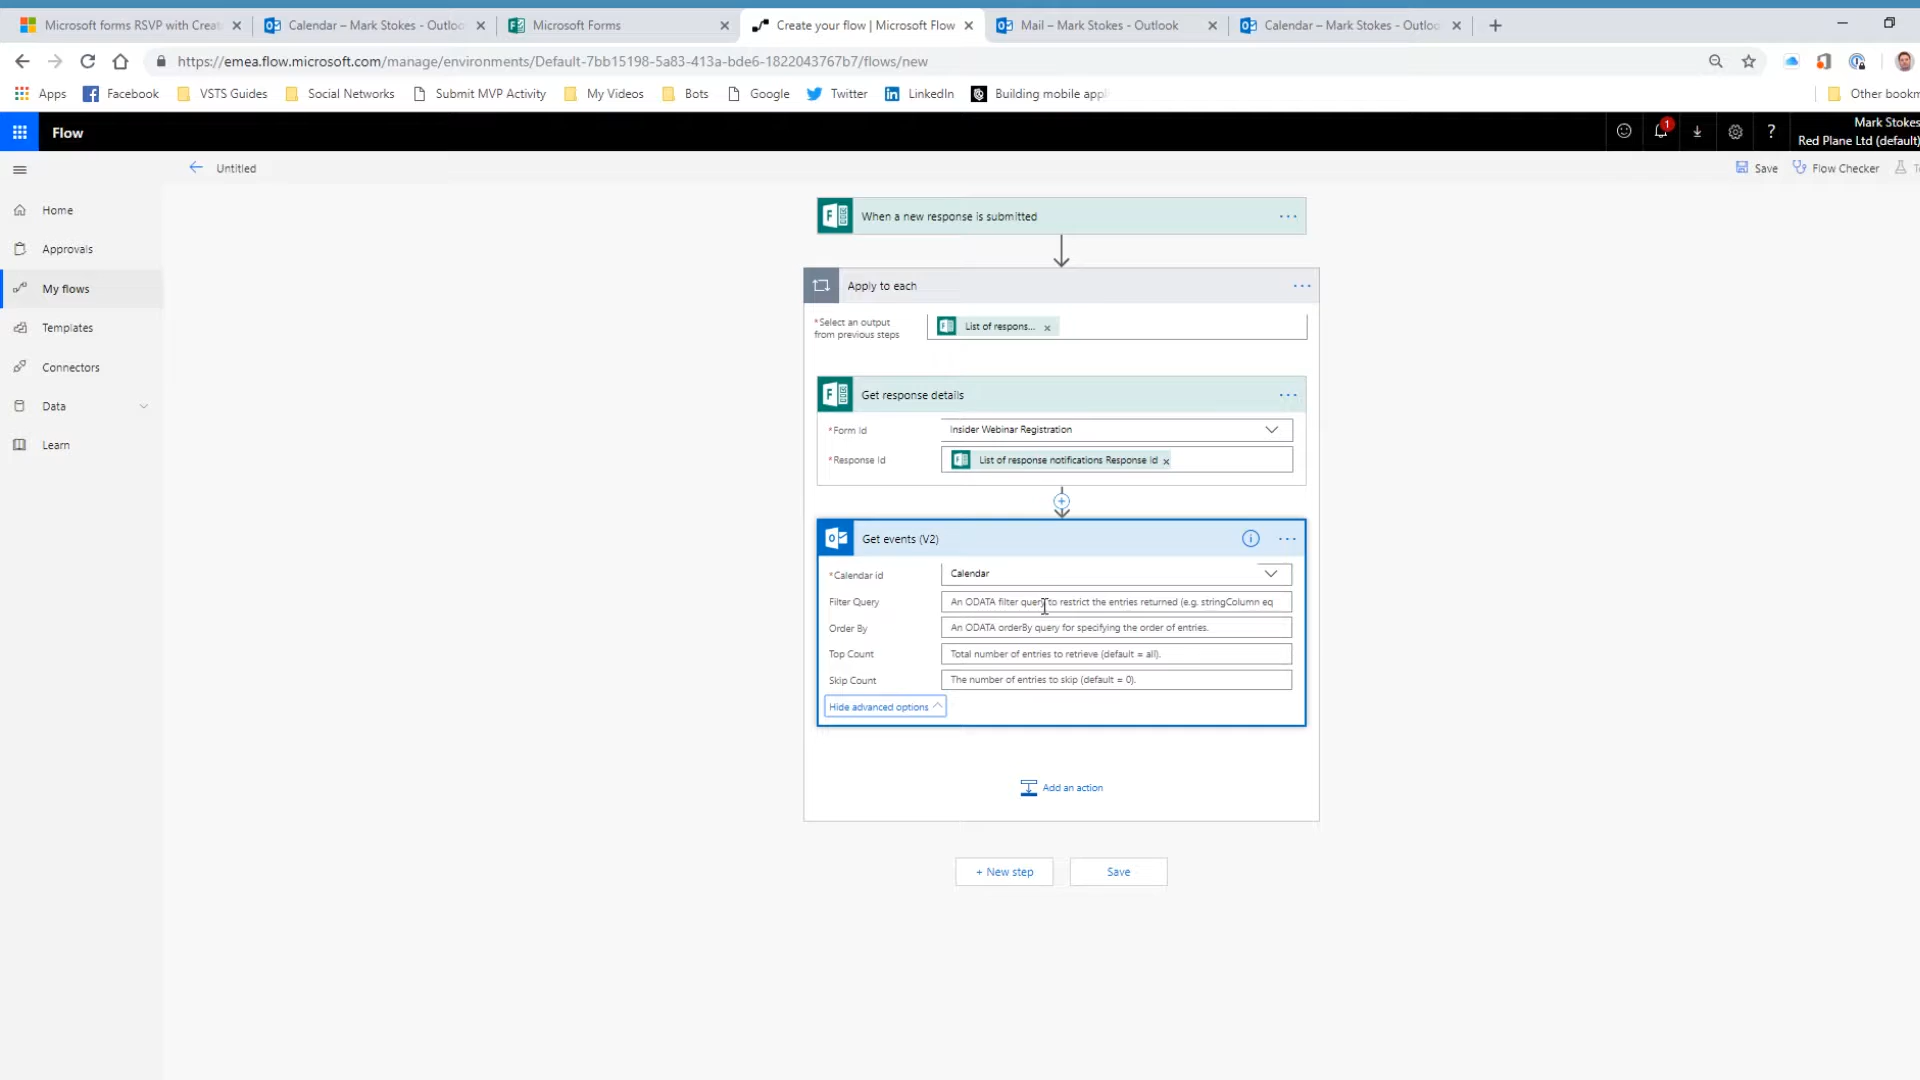 Microsoft forms RSVP with Creat
Calendar – Mark Stokes - Outloo
Microsoft Forms
Create your flow | Microsoft Flow
Mail – Mark Stokes - Outlook
Calendar – Mark Stokes - Outloo
https://emea.flow.microsoft.com/manage/environments/Default-7bb15198-5a83-413a-bde6-1822043767b7/flows/new
Apps
Facebook
VSTS Guides
Social Networks
Submit MVP Activity
My Videos
Bots
Google
Twitter
LinkedIn
Building mobile appl
Other bookm
Flow
1
?
Mark Stokes
Red Plane Ltd (default)
Untitled
Save
Flow Checker
Home
Approvals
My flows
Templates
Connectors
Data
Learn
When a new response is submitted
Apply to each
*Select an output
from previous steps
List of respons... x
Get response details
*Form Id
Insider Webinar Registration
*Response Id
List of response notifications Response Id x
Get events (V2)
*Calendar id
Calendar
Filter Query
An ODATA filter query to restrict the entries returned (e.g. stringColumn eq
Order By
An ODATA orderBy query for specifying the order of entries.
Top Count
Total number of entries to retrieve (default = all).
Skip Count
The number of entries to skip (default = 0).
Hide advanced options
Add an action
+ New step
Save